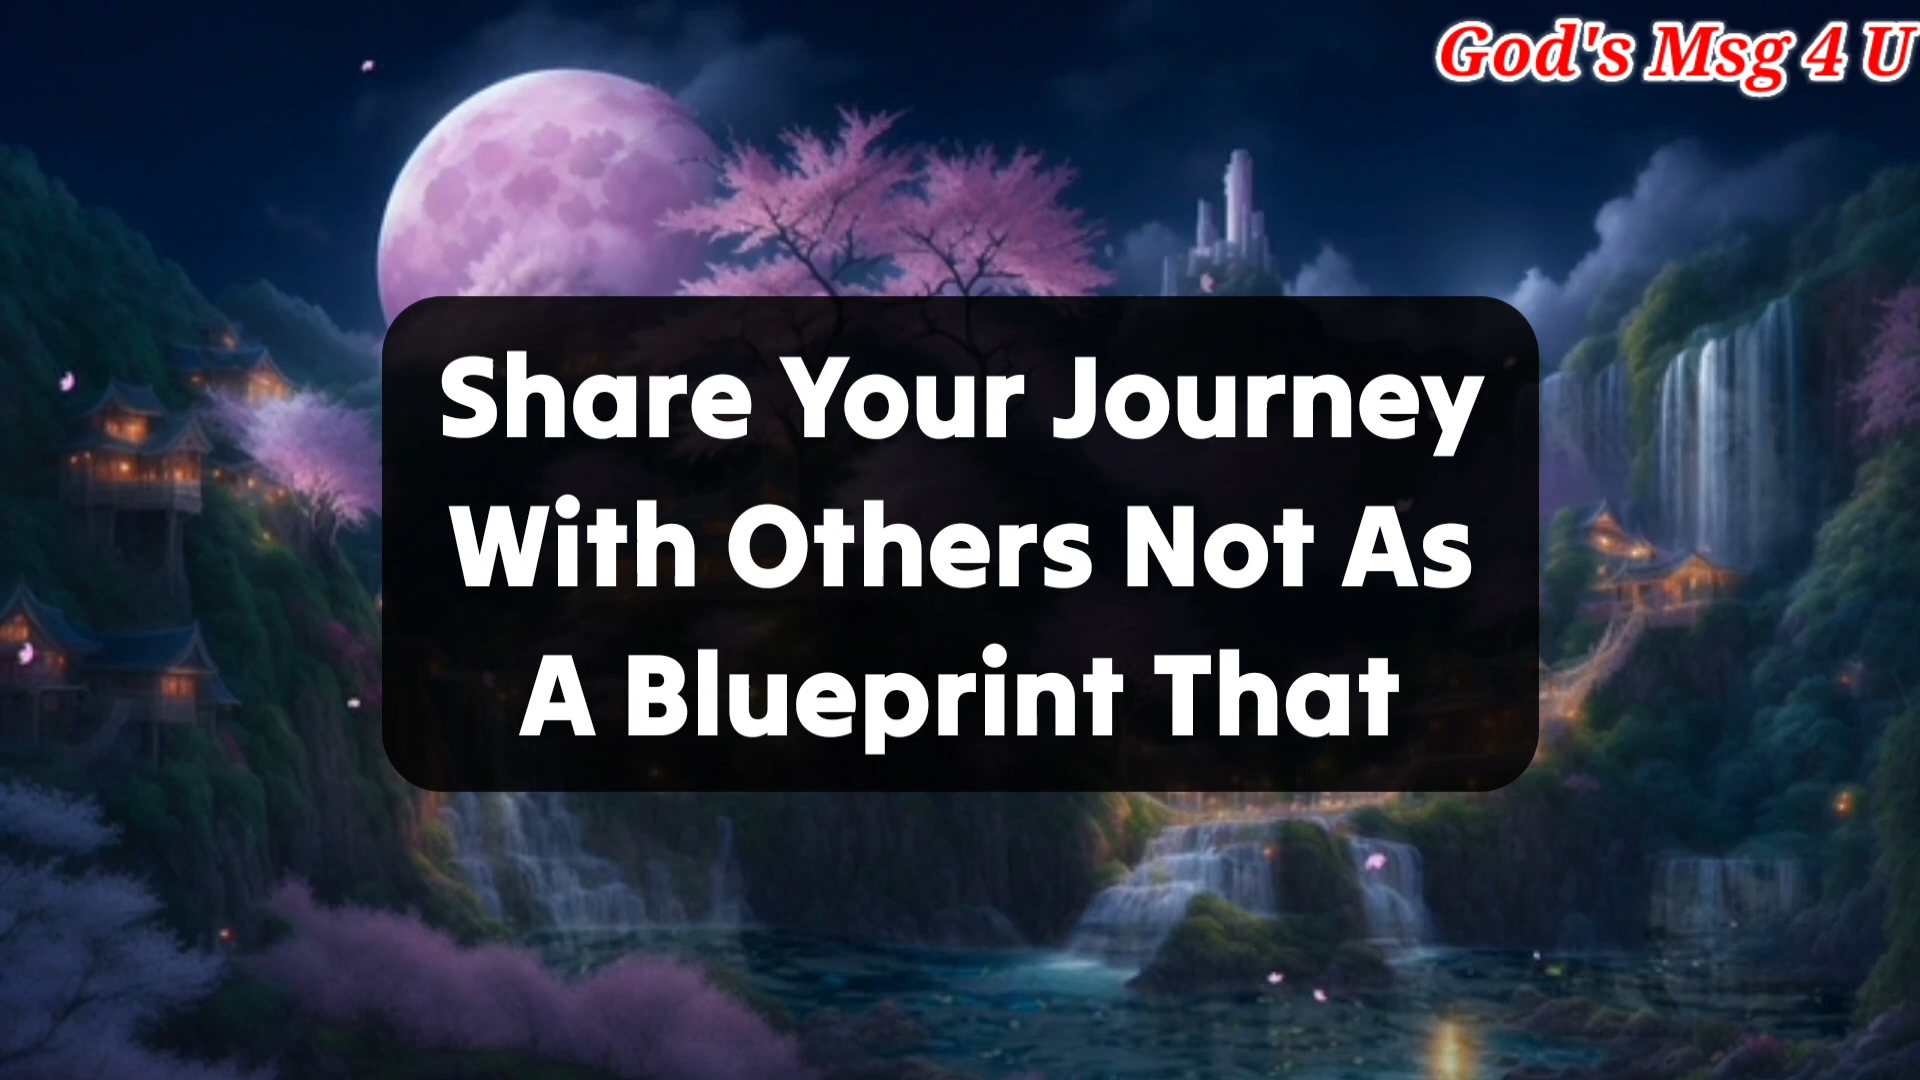 God's Msg 4 U
Share Your Journey
With Others Not As
A Blueprint That